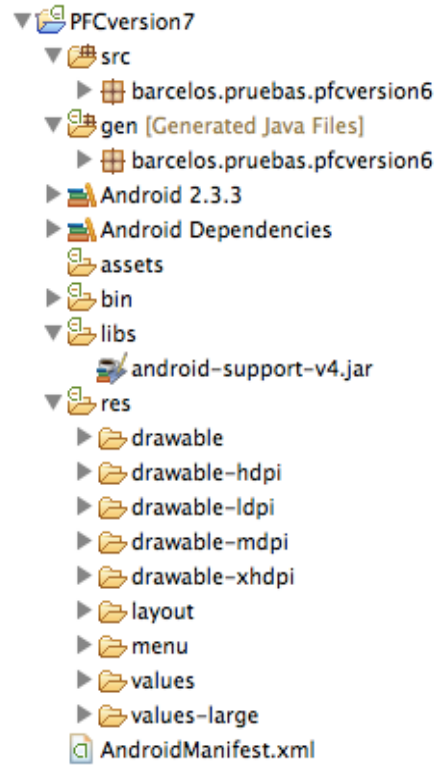 PFCversion7
src
barcelos.pruebas.pfcversion6
gen [Generated Java Files]
barcelos.pruebas.pfcversion6
Android 2.3.3
Android Dependencies
assets
bin
libs
android-support-v4.jar
res
drawable
drawable-hdpi
drawable-ldpi
drawable-mdpi
drawable-xhdpi
layout
menu
values
values-large
AndroidManifest.xml